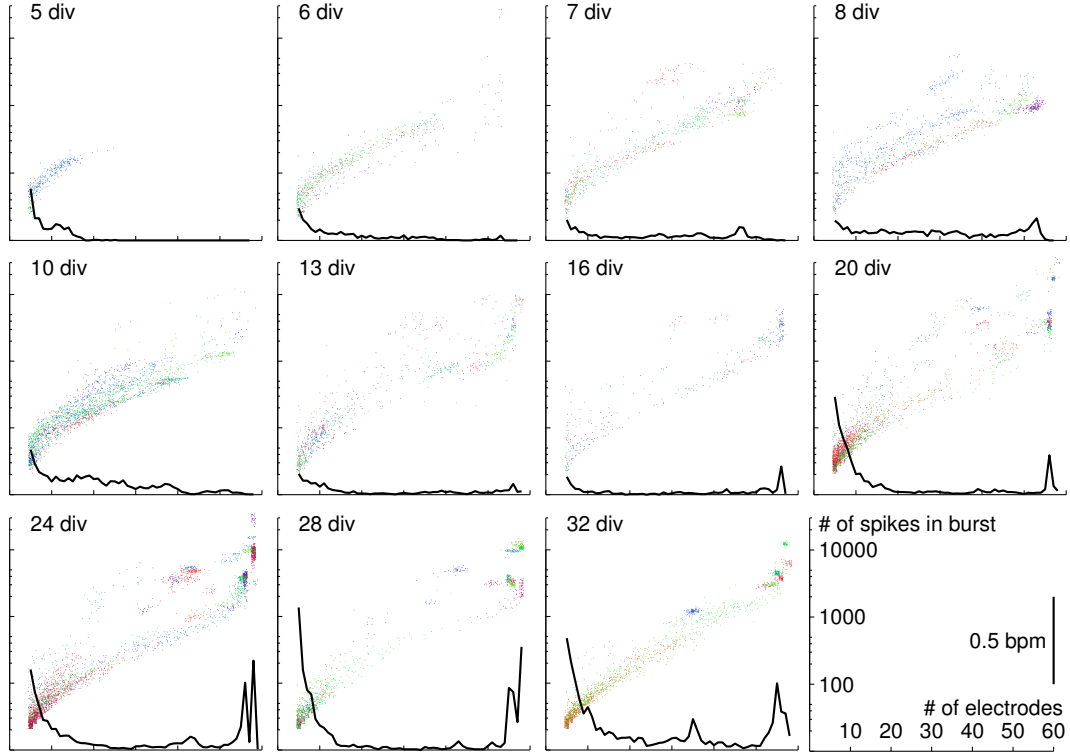 5 div
6 div
7 div
8 div
10 div
13 div
16 div
20 div
24 div
28 div
32 div
# of spikes in burst
10000
1000
0.5 bpm
100
# of electrodes
10 20 30 40 50 60